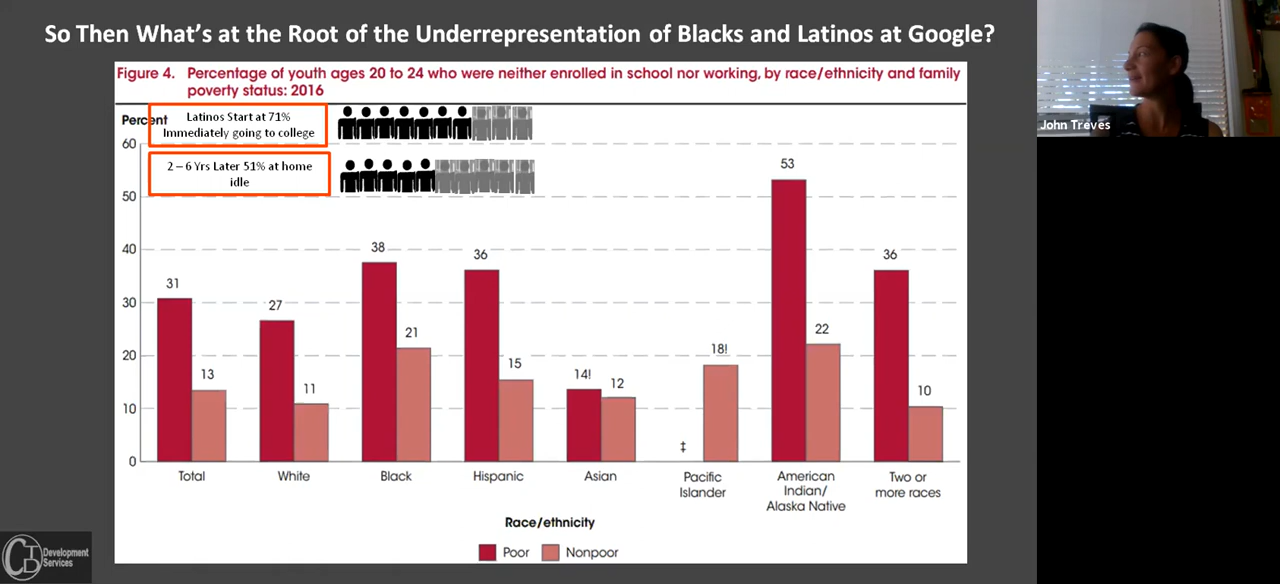 So Then What's at the Root of the Underrepresentation of Blacks and Latinos at Google?
John Treves
Figure 4. Percentage of youth ages 20 to 24 who were neither enrolled in school nor working, by race/ethnicity and family
poverty status: 2016
Percent
Latinos Start at 71%
Immediately going to college
2 – 6 Yrs Later 51% at home
idle
60
50
40
30
20
10
0
31
13
27
11
38
21
36
15
14!
12
‡
18!
53
22
36
10
Total
White
Black
Hispanic
Asian
Pacific
Islander
American
Indian/
Alaska Native
Two or
more races
Race/ethnicity
Poor
Nonpoor
CTD
Development
Services